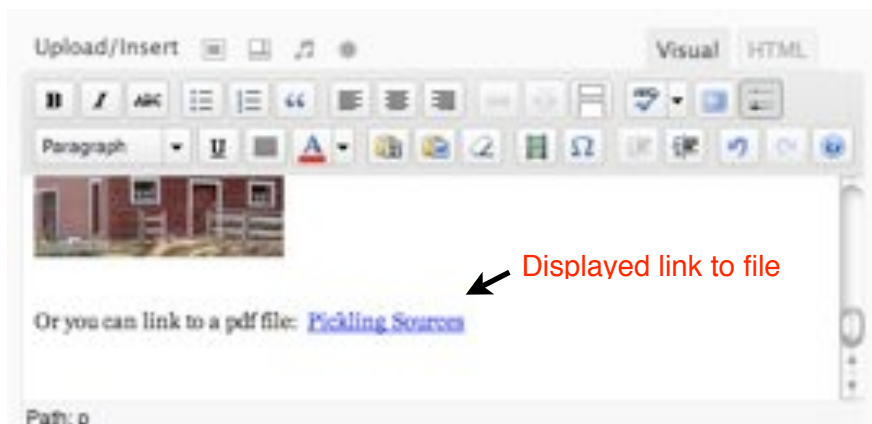 Upload/Insert Visual HTML
B I ABC
Paragraph U A Ω
Displayed link to file
Or you can link to a pdf file: Pickling Sources
Path: p